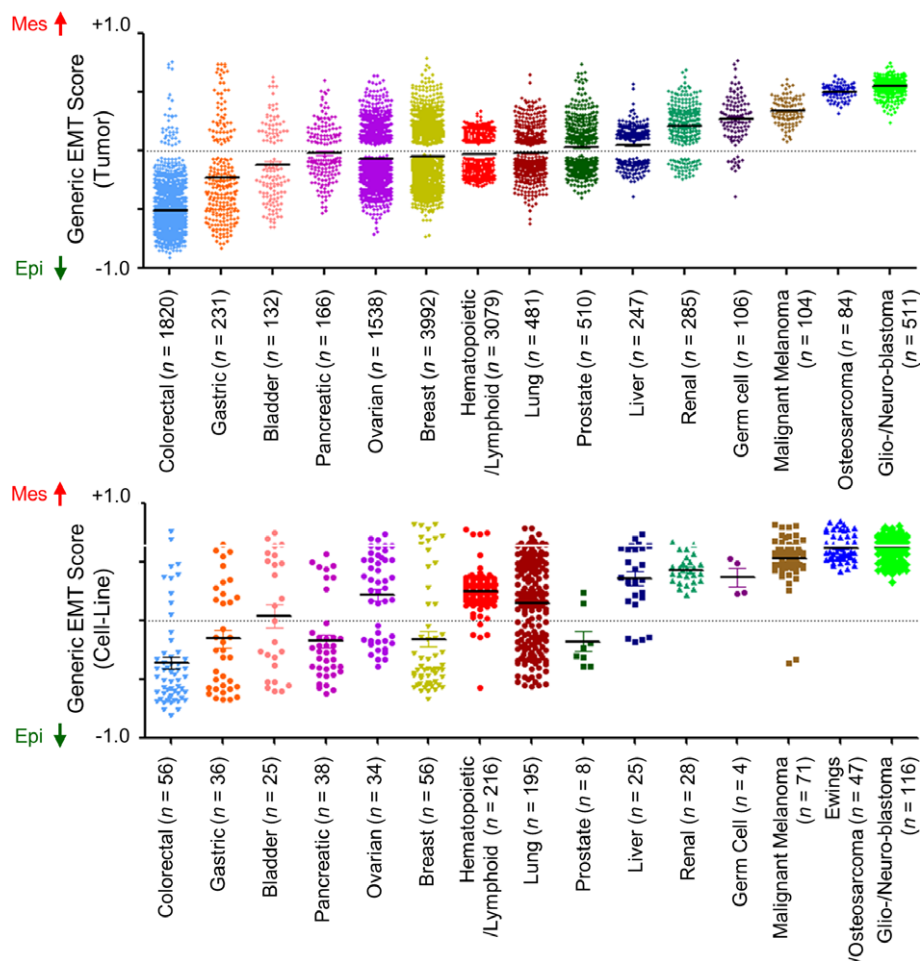 Mes
+1.0
Generic EMT Score
(Tumor)
Epi
-1.0
Colorectal (n = 1820)
Gastric (n = 231)
Bladder (n = 132)
Pancreatic (n = 166)
Ovarian (n = 1538)
Breast (n = 3992)
Hematopoietic
/Lymphoid (n = 3079)
Lung (n = 481)
Prostate (n = 510)
Liver (n = 247)
Renal (n = 285)
Germ cell (n = 106)
Malignant Melanoma
(n = 104)
Osteosarcoma (n = 84)
Glio-/Neuro-blastoma
(n = 511)
Mes
+1.0
Generic EMT Score
(Cell-Line)
Epi
-1.0
Colorectal (n = 56)
Gastric (n = 36)
Bladder (n = 25)
Pancreatic (n = 38)
Ovarian (n = 34)
Breast (n = 56)
Hematopoietic
/Lymphoid (n = 216)
Lung (n = 195)
Prostate (n = 8)
Liver (n = 25)
Renal (n = 28)
Germ Cell (n = 4)
Malignant Melanoma
(n = 71)
Ewings
/Osteosarcoma (n = 47)
Glio-/Neuro-blastoma
(n = 116)